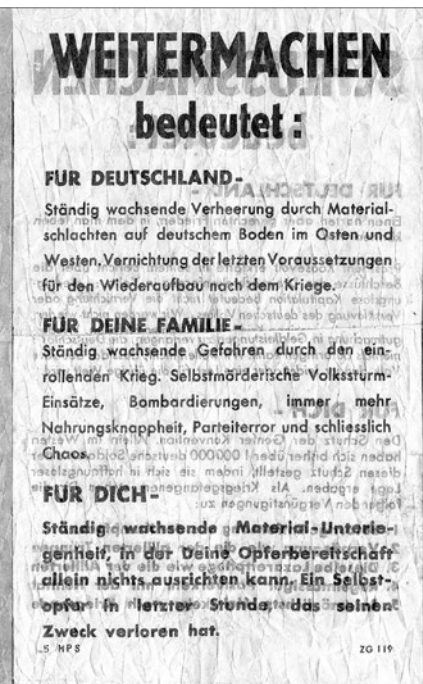 WEITERMACHEN
bedeutet:
FÜR DEUTSCHLAND-
Ständig wachsende Verheerung durch Material-
schlachten auf deutschem Boden im Osten und
Westen. Vernichtung der letzten Voraussetzungen
für den Wiederaufbau nach dem Kriege.
FÜR DEINE FAMILIE-
Ständig wachsende Gefahren durch den ein-
rollenden Krieg. Selbstmörderische Volkssturm-
Einsätze, Bombardierungen, immer mehr
Nahrungsknappheit, Parteiterror und schliesslich
Chaos.
FÜR DICH-
Ständig wachsende Material-Unterle-
genheit, in der Deine Opferbereitschaft
allein nichts ausrichten kann. Ein Selbst-
opfer in letzter Stunde, das seinen
Zweck verloren hat.
5 HPS ZG 119